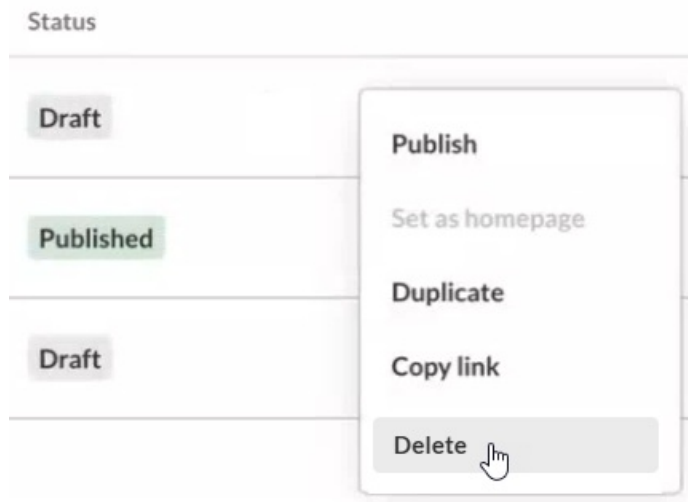 Status
Draft
Published
Draft
Publish
Set as homepage
Duplicate
Copy link
Delete